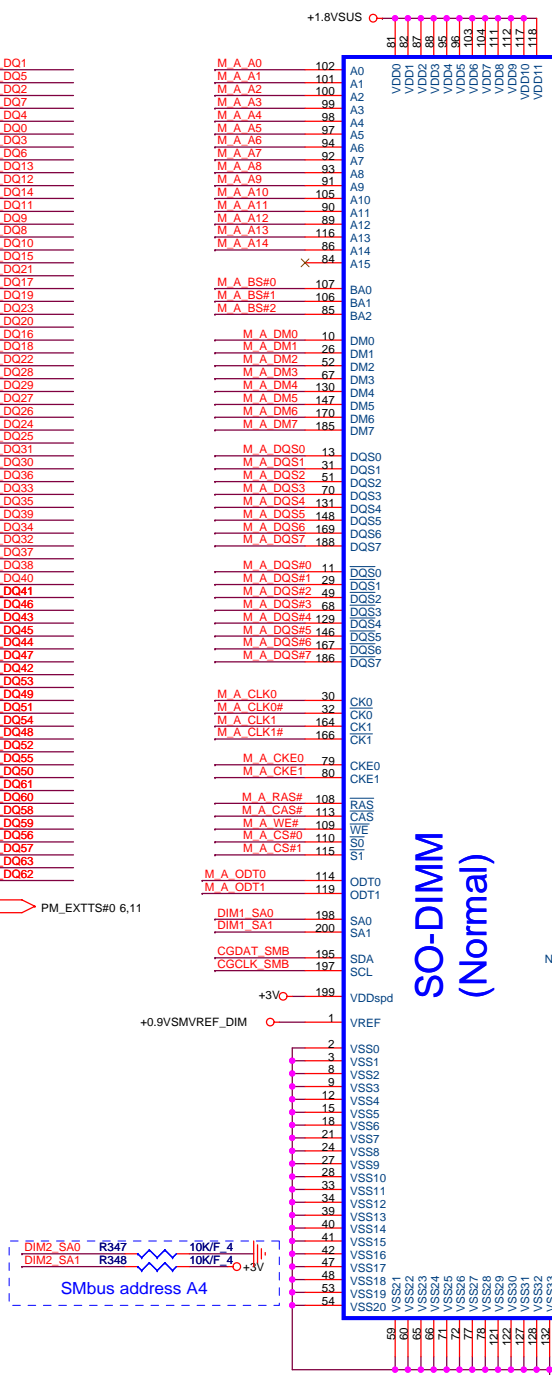 +1.8VSUS
81 82 87 88 95 96 103 104 111 112 117 118
VDD0 VDD1 VDD2 VDD3 VDD4 VDD5 VDD6 VDD7 VDD8 VDD9 VDD10 VDD11
DQ1
DQ5
DQ2
DQ7
DQ4
DQ0
DQ3
DQ6
DQ13
DQ12
DQ14
DQ11
DQ9
DQ8
DQ10
DQ15
DQ21
DQ17
DQ19
DQ23
DQ20
DQ16
DQ18
DQ22
DQ28
DQ29
DQ27
DQ26
DQ24
DQ25
DQ31
DQ30
DQ36
DQ33
DQ35
DQ39
DQ34
DQ32
DQ37
DQ38
DQ40
DQ41
DQ46
DQ43
DQ45
DQ44
DQ47
DQ42
DQ53
DQ49
DQ51
DQ54
DQ48
DQ52
DQ55
DQ50
DQ61
DQ60
DQ58
DQ59
DQ56
DQ57
DQ63
DQ62
PM_EXTTS#0 6,11
M_A_A0 102 A0
M_A_A1 101 A1
M_A_A2 100 A2
M_A_A3 99 A3
M_A_A4 98 A4
M_A_A5 97 A5
M_A_A6 94 A6
M_A_A7 92 A7
M_A_A8 93 A8
M_A_A9 91 A9
M_A_A10 105 A10
M_A_A11 90 A11
M_A_A12 89 A12
M_A_A13 116 A13
M_A_A14 86 A14
84 A15
M_A_BS#0 107 BA0
M_A_BS#1 106 BA1
M_A_BS#2 85 BA2
M_A_DM0 10 DM0
M_A_DM1 26 DM1
M_A_DM2 52 DM2
M_A_DM3 67 DM3
M_A_DM4 130 DM4
M_A_DM5 147 DM5
M_A_DM6 170 DM6
M_A_DM7 185 DM7
M_A_DQS0 13 DQS0
M_A_DQS1 31 DQS1
M_A_DQS2 51 DQS2
M_A_DQS3 70 DQS3
M_A_DQS4 131 DQS4
M_A_DQS5 148 DQS5
M_A_DQS6 169 DQS6
M_A_DQS7 188 DQS7
M_A_DQS#0 11 DQS0
M_A_DQS#1 29 DQS1
M_A_DQS#2 49 DQS2
M_A_DQS#3 68 DQS3
M_A_DQS#4 129 DQS4
M_A_DQS#5 146 DQS5
M_A_DQS#6 167 DQS6
M_A_DQS#7 186 DQS7
M_A_CLK0 30 CK0
M_A_CLK0# 32 CK0
M_A_CLK1 164 CK1
M_A_CLK1# 166 CK1
M_A_CKE0 79 CKE0
M_A_CKE1 80 CKE1
M_A_RAS# 108 RAS
M_A_CAS# 113 CAS
M_A_WE# 109 WE
M_A_CS#0 110 S0
M_A_CS#1 115 S1
M_A_ODT0 114 ODT0
M_A_ODT1 119 ODT1
DIM1_SA0 198 SA0
DIM1_SA1 200 SA1
CGDAT_SMB 195 SDA
CGCLK_SMB 197 SCL
+3V 199 VDDspd
+0.9VSMVREF_DIM 1 VREF
SO-DIMM
(Normal)
N
2 VSS0
3 VSS1
8 VSS2
9 VSS3
12 VSS4
15 VSS5
18 VSS6
21 VSS7
24 VSS8
27 VSS9
28 VSS10
33 VSS11
34 VSS12
39 VSS13
40 VSS14
41 VSS15
42 VSS16
47 VSS17
48 VSS18
53 VSS19
54 VSS20
VSS21 VSS22 VSS23 VSS24 VSS25 VSS26 VSS27 VSS28 VSS29 VSS30 VSS31 VSS32 VSS33
59 60 65 66 71 72 77 78 121 122 127 128 132
DIM2_SA0 R347 10K/F_4
DIM2_SA1 R348 10K/F_4 +3V
SMbus address A4